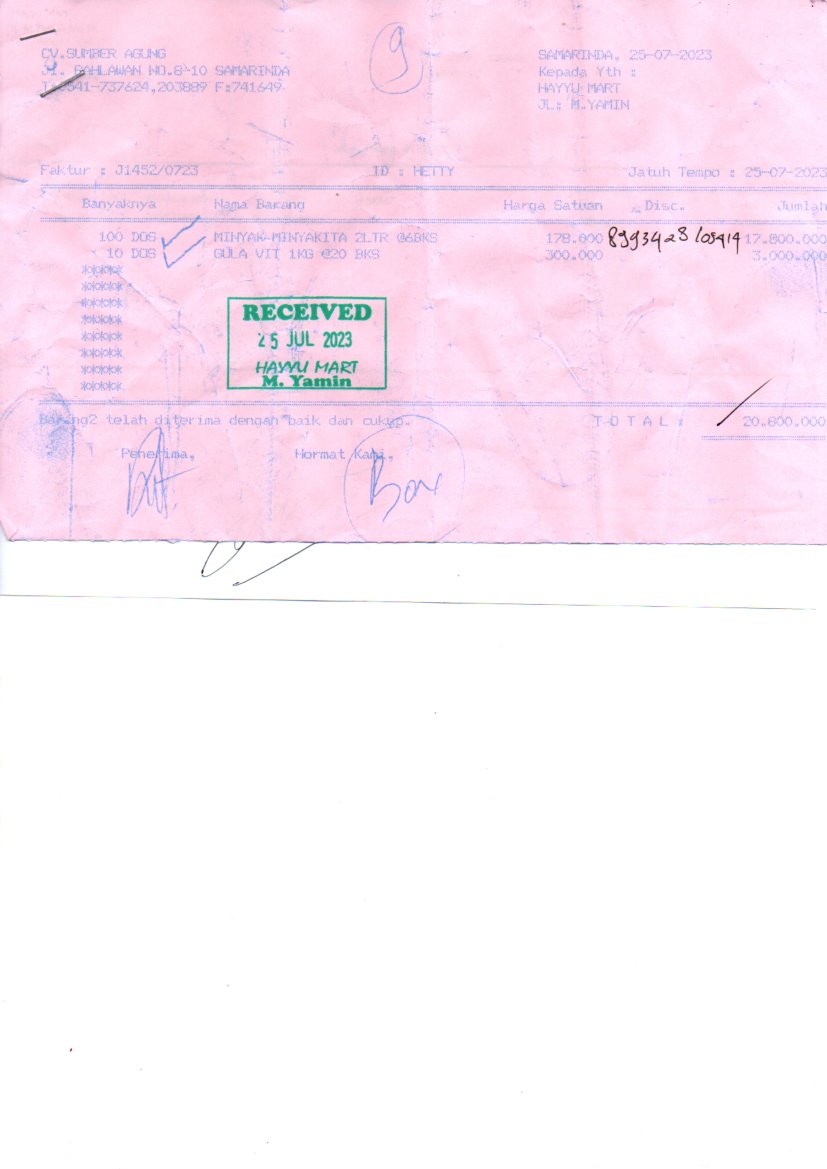 9
CV.SUMBER AGUNG
JL. PAHLAWAN NO.8-10 SAMARINDA
541-737624,203889 F:741649
SAMARINDA, 25-07-2023
Kepada Yth :
HAYYU MART
JL: M.YAMIN
Faktur : J1452/0723 ID : HETTY Jatuh Tempo : 25-07-2023
Banyaknya Nama Barang Harga Satuan Disc. Jumlah
100 DOS MINYAK MINYAKITA 2LTR @6BKS 178.000 17.800.000
10 DOS GULA VIT 1KG @20 BKS 300.000 3.000.000
*****
*****
*****
*****
*****
*****
*****
*****
RECEIVED
25 JUL 2023
HAYYU MART
M. Yamin
Barang2 telah diterima dengan baik dan cukup. T O T A L : 20.800.000
Penerima, Hormat Kami,